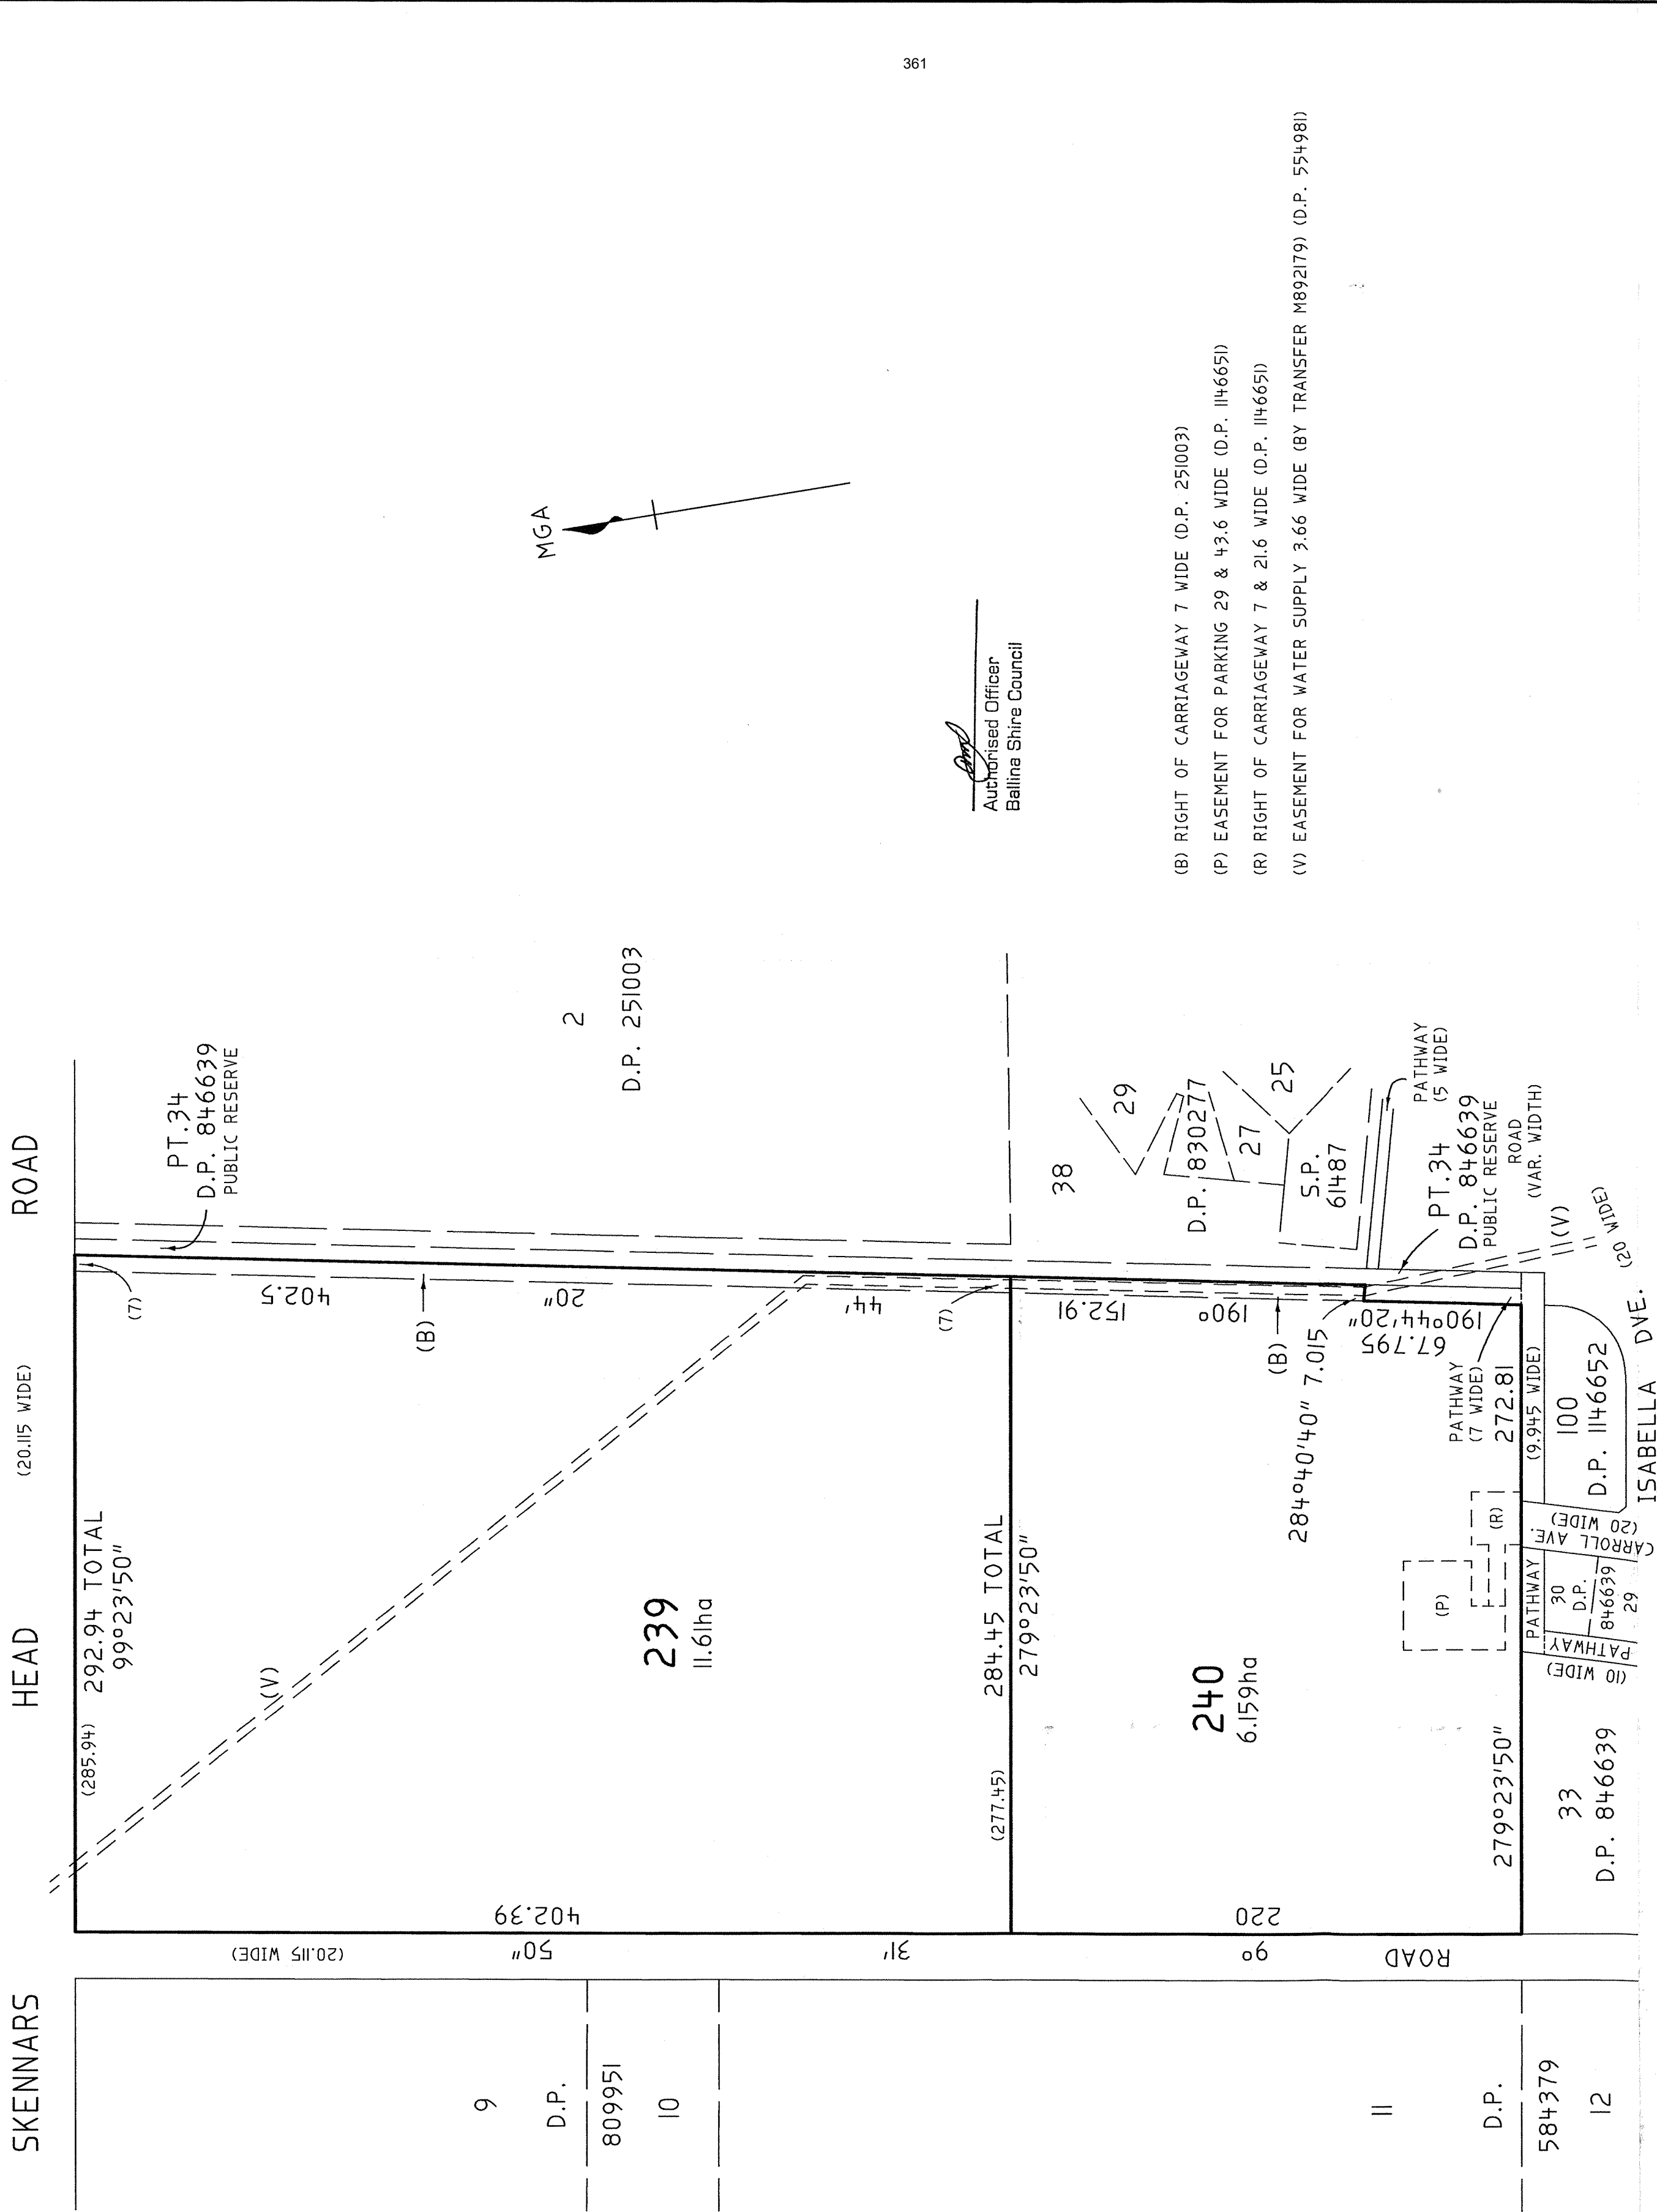 361
SKENNARS HEAD ROAD
(20.115 WIDE)
292.94 TOTAL
99°23'50"
(285.94)
(7)
PT.34
D.P. 846639
PUBLIC RESERVE
402.5
20"
44'
190°
152.91
(B)
(7)
(V)
2
D.P. 251003
MGA
Authorised Officer
Ballina Shire Council
239
11.61ha
402.39
(20.115 WIDE)
50"
31'
9°
220
ROAD
9
D.P.
809951
10
11
D.P.
584379
12
284.45 TOTAL
279°23'50"
(277.45)
240
6.159ha
(B)
284°40'40" 7.015
190°44'20"
67.795
PATHWAY
(7 WIDE)
272.81
279°23'50"
(P)
(R)
38
29
D.P. 830277
27
25
S.P.
61487
PATHWAY
(5 WIDE)
PT.34
D.P. 846639
PUBLIC RESERVE
ROAD
(VAR. WIDTH)
(V)
(20 WIDE)
(9.945 WIDE)
100
D.P. 1146652
ISABELLA DVE.
CARROLL AVE.
(20 WIDE)
PATHWAY
30
D.P.
846639
29
PATHWAY
(10 WIDE)
33
D.P. 846639
(B) RIGHT OF CARRIAGEWAY 7 WIDE (D.P. 251003)
(P) EASEMENT FOR PARKING 29 & 43.6 WIDE (D.P. 1146651)
(R) RIGHT OF CARRIAGEWAY 7 & 21.6 WIDE (D.P. 1146651)
(V) EASEMENT FOR WATER SUPPLY 3.66 WIDE (BY TRANSFER M892179) (D.P. 554981)